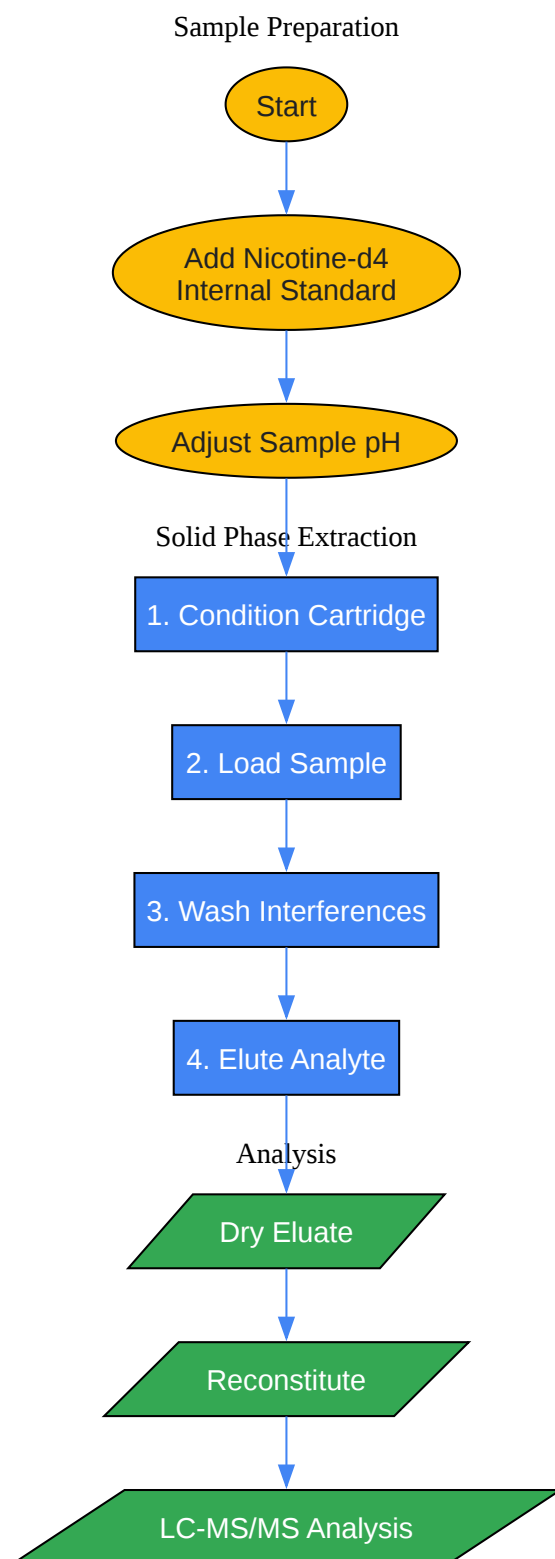 Sample Preparation
Start
Add Nicotine-d4
Internal Standard
Adjust Sample pH
Solid Phase Extraction
1. Condition Cartridge
2. Load Sample
3. Wash Interferences
4. Elute Analyte
Analysis
Dry Eluate
Reconstitute
LC-MS/MS Analysis